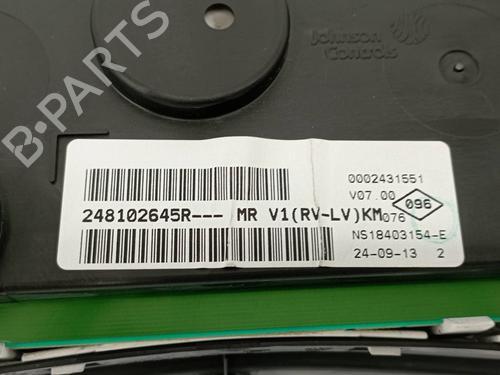 Johnson
Controls
B-PARTS
0002431551
V07.00
096
248102645R--- MR V1(RV-LV)KM
076
NS18403154-E
24-09-13 2